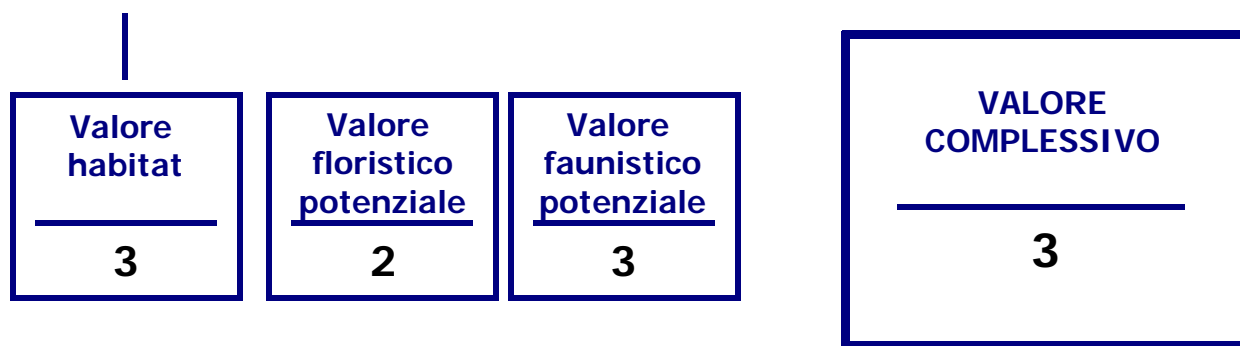 Valore
habitat
3
Valore
floristico
potenziale
2
Valore
faunistico
potenziale
3
VALORE
COMPLESSIVO
3